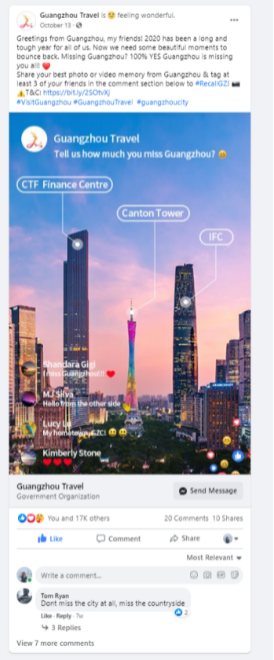 Guangzhou Travel is feeling wonderful.
October 13
Greetings from Guangzhou, my friends! 2020 has been a long and
tough year for all of us. Now we need some beautiful moments to
bounce back. Missing Guangzhou? 100% YES Guangzhou is missing
you all!
Share your best photo or video memory from Guangzhou & tag at
least 3 of your friends in the comment section below to #RecallGZ!
T&C! https://bit.ly/2SOtvXj
#VisitGuangzhou #GuangzhouTravel #guangzhoucity
Guangzhou Travel
Tell us how much you miss Guangzhou?
CTF Finance Centre
Canton Tower
IFC
Shandara Gigi
I miss Guangzhou!!!
MJ Silva
Hello from the other side
Lucy
My hometown GZC!
Kimberly Stone
Guangzhou Travel
Government Organization
Send Message
You and 17K others
20 Comments 10 Shares
Like
Comment
Share
Most Relevant
Write a comment...
GIF
Tom Ryan
Dont miss the city at all, miss the countryside
2
Like · Reply · 7w
3 Replies
View 7 more comments